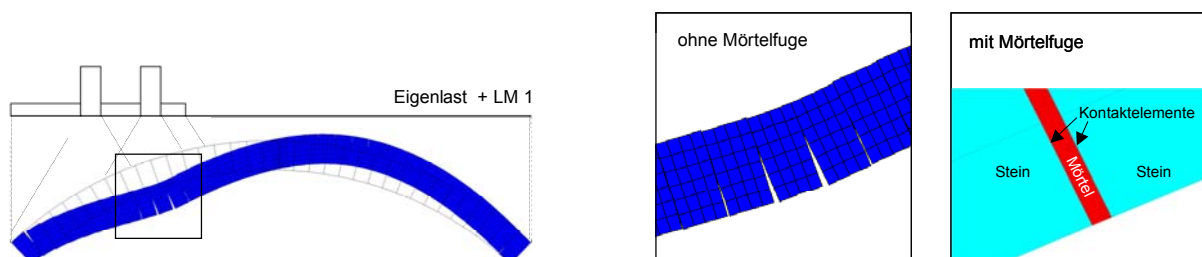 Eigenlast + LM 1
ohne Mörtelfuge
mit Mörtelfuge
Kontaktelemente
Stein
Mörtel
Stein